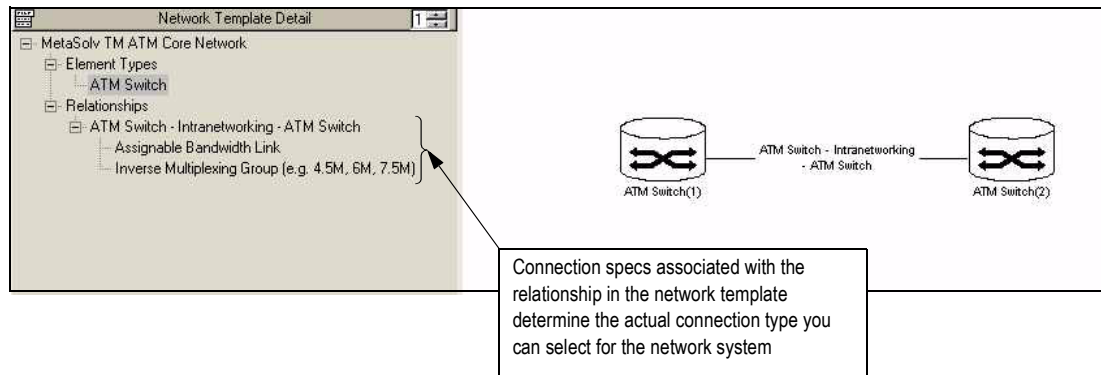 Network Template Detail
1
MetaSolv TM ATM Core Network
Element Types
ATM Switch
Relationships
ATM Switch - Intranetworking - ATM Switch
Assignable Bandwidth Link
Inverse Multiplexing Group (e.g. 4.5M, 6M, 7.5M)
ATM Switch - Intranetworking
- ATM Switch
ATM Switch(1)
ATM Switch(2)
Connection specs associated with the
relationship in the network template
determine the actual connection type you
can select for the network system